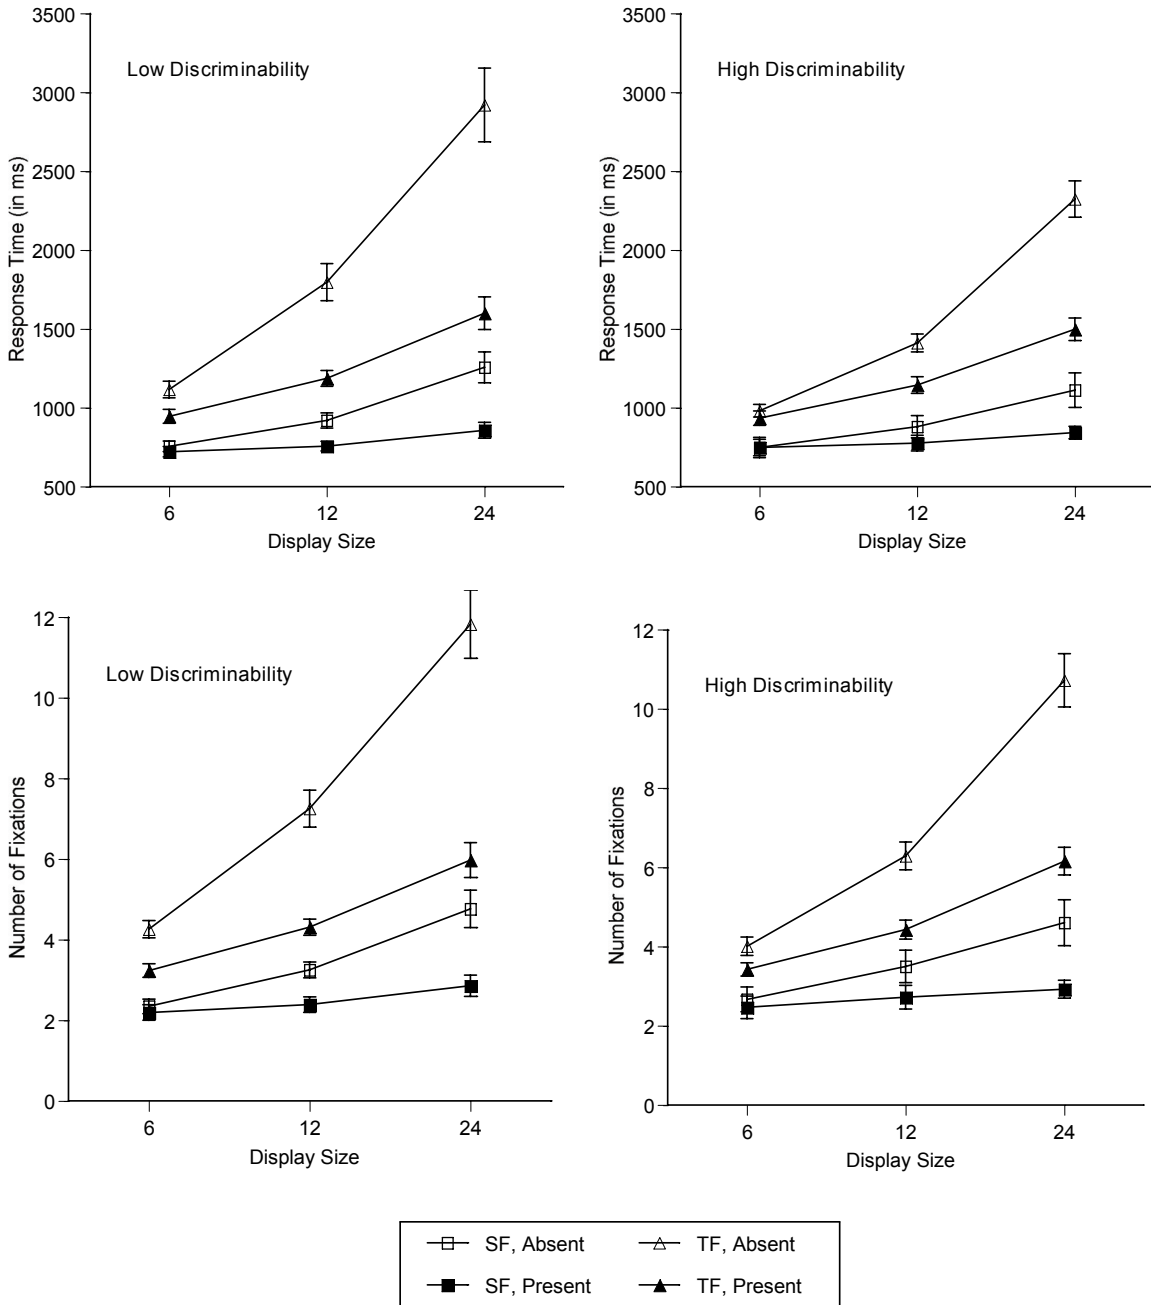 Low Discriminability
Response Time (in ms)
3500
3000
2500
2000
1500
1000
500
6 12 24
Display Size
High Discriminability
Response Time (in ms)
3500
3000
2500
2000
1500
1000
500
6 12 24
Display Size
Low Discriminability
Number of Fixations
12
10
8
6
4
2
0
6 12 24
Display Size
High Discriminability
Number of Fixations
12
10
8
6
4
2
0
6 12 24
Display Size
SF, Absent TF, Absent
SF, Present TF, Present